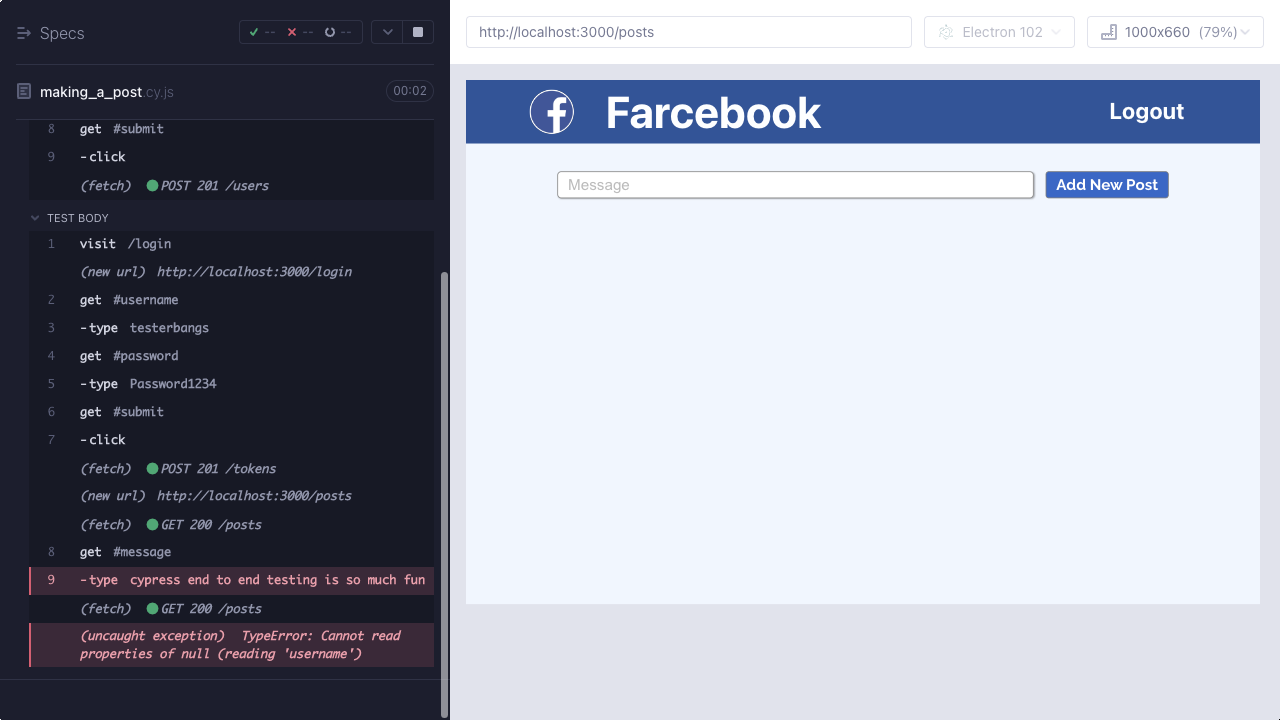 Specs
-- -- --
making_a_post.cy.js 00:02
8 get #submit
9 -click
(fetch) POST 201 /users
TEST BODY
1 visit /login
(new url) http://localhost:3000/login
2 get #username
3 -type testerbangs
4 get #password
5 -type Password1234
6 get #submit
7 -click
(fetch) POST 201 /tokens
(new url) http://localhost:3000/posts
(fetch) GET 200 /posts
8 get #message
9 -type cypress end to end testing is so much fun
(fetch) GET 200 /posts
(uncaught exception) TypeError: Cannot read
properties of null (reading 'username')
http://localhost:3000/posts
Electron 102
1000x660 (79%)
Farcebook
Logout
Message
Add New Post